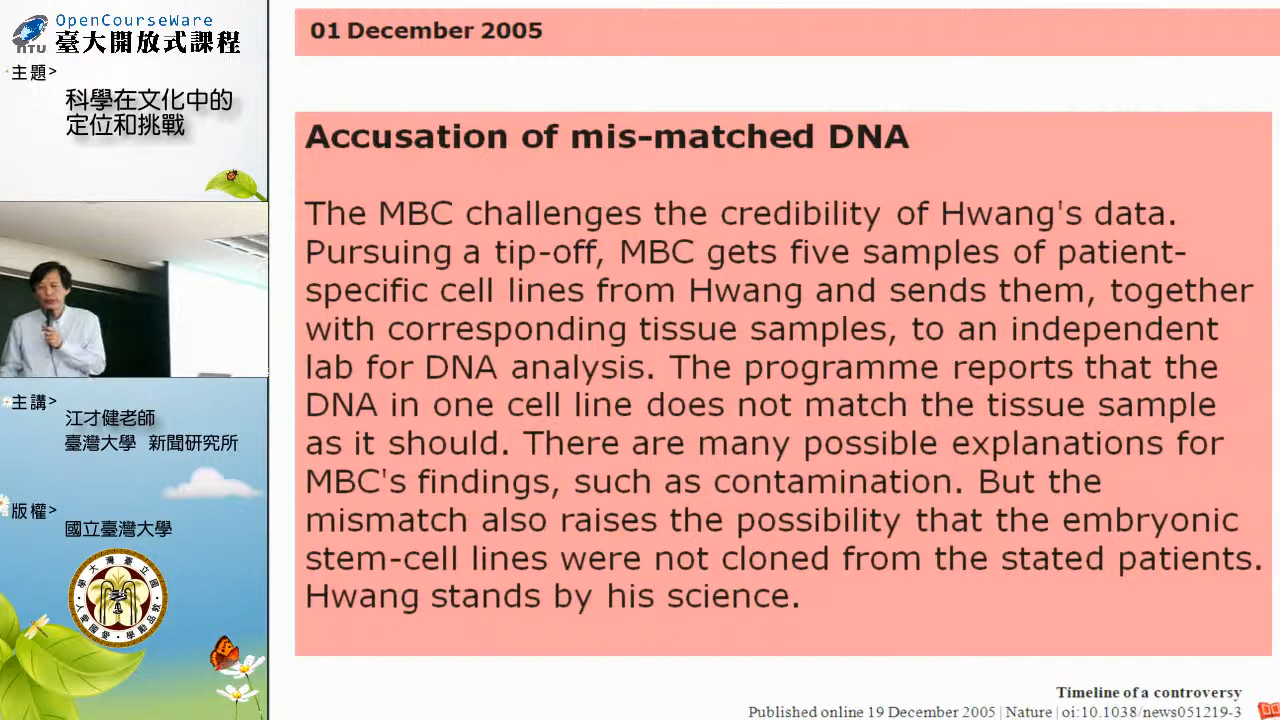 OpenCourseWare
NTU
臺大開放式課程
主題>
科學在文化中的
定位和挑戰
主講>
江才健老師
臺灣大學 新聞研究所
版權>
國立臺灣大學
01 December 2005
Accusation of mis-matched DNA
The MBC challenges the credibility of Hwang's data.
Pursuing a tip-off, MBC gets five samples of patient-
specific cell lines from Hwang and sends them, together
with corresponding tissue samples, to an independent
lab for DNA analysis. The programme reports that the
DNA in one cell line does not match the tissue sample
as it should. There are many possible explanations for
MBC's findings, such as contamination. But the
mismatch also raises the possibility that the embryonic
stem-cell lines were not cloned from the stated patients.
Hwang stands by his science.
Timeline of a controversy
Published online 19 December 2005 | Nature | oi:10.1038/news051219-3